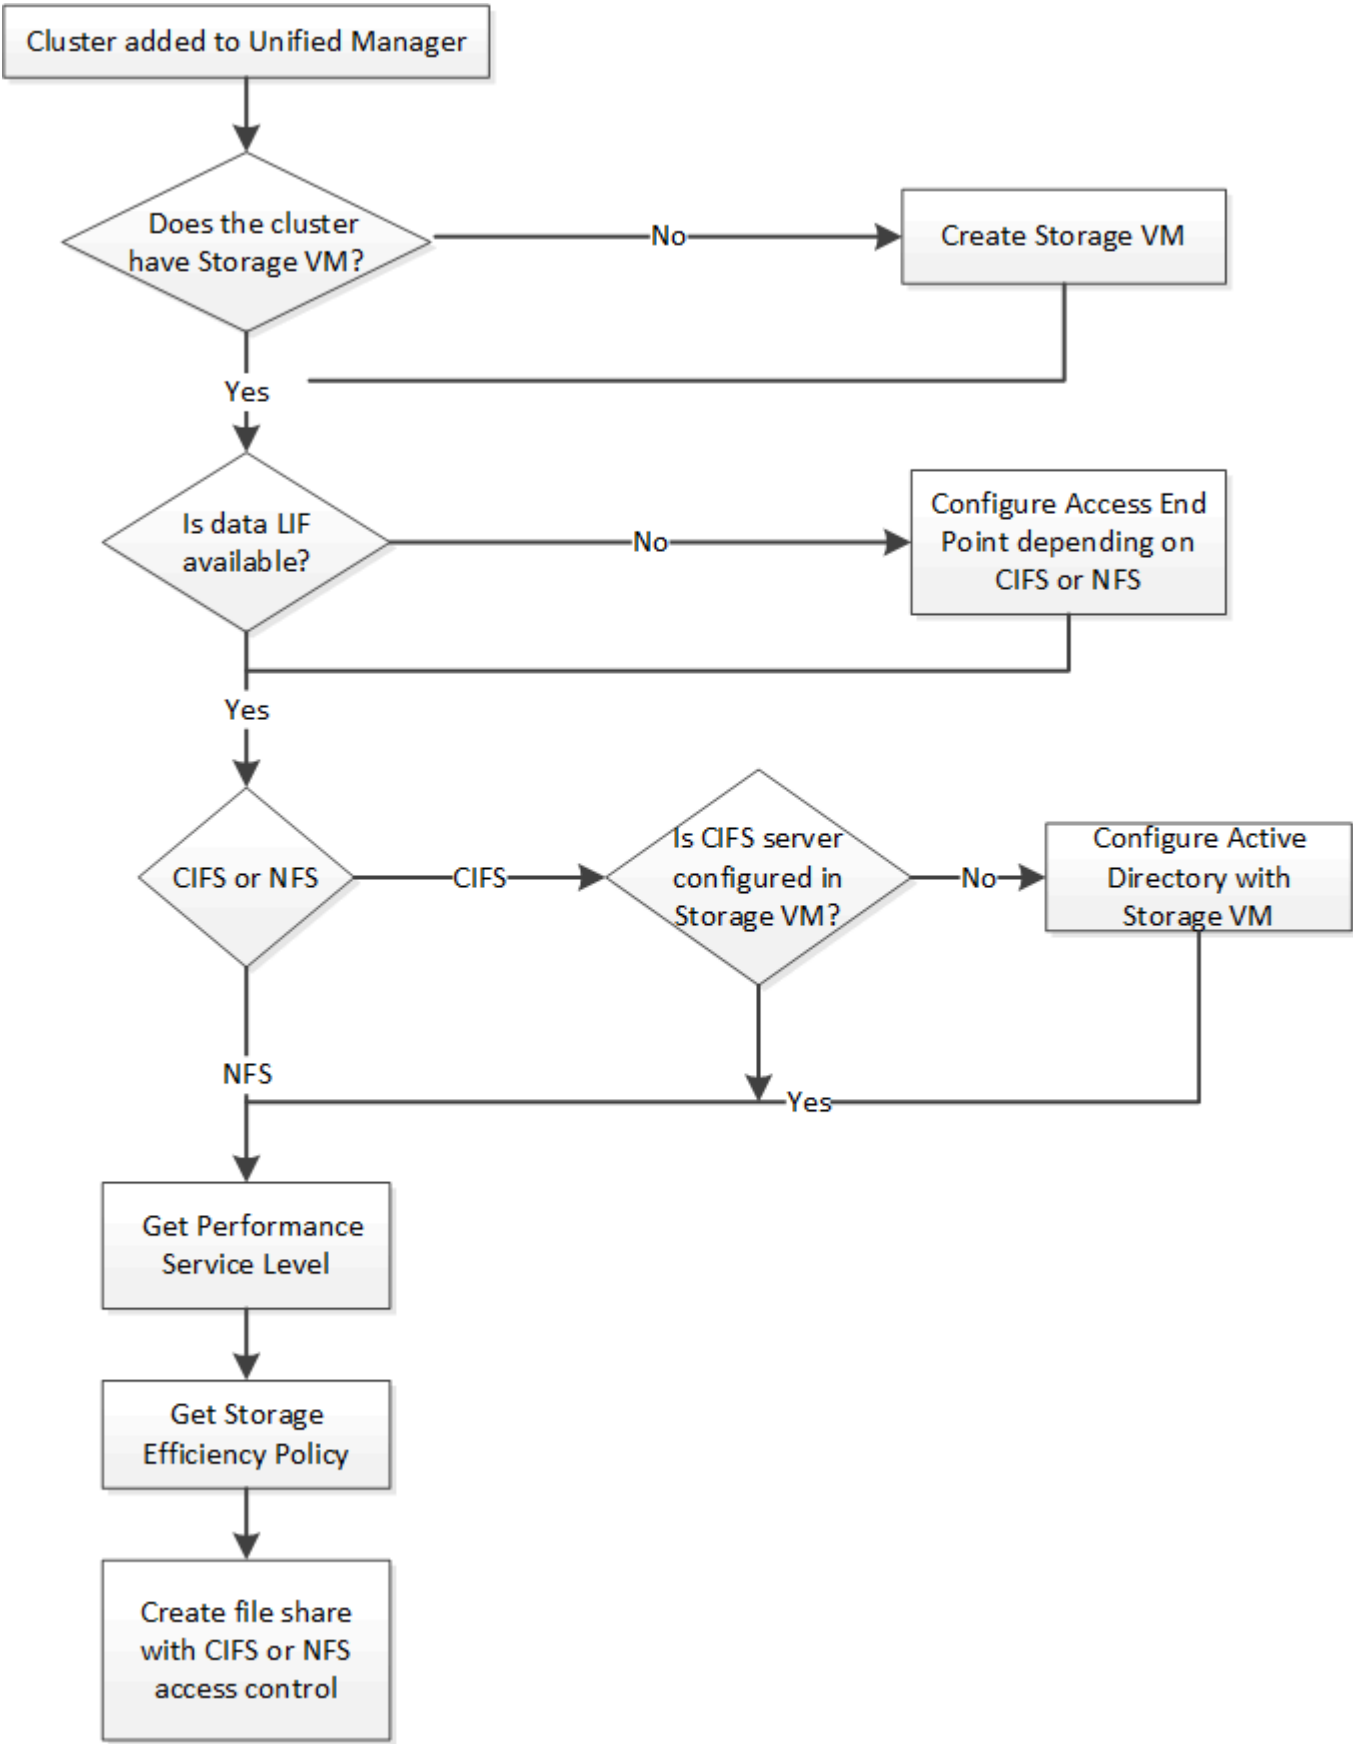 Cluster added to Unified Manager
Does the cluster
have Storage VM?
No
Create Storage VM
Yes
Is data LIF
available?
No
Configure Access End
Point depending on
CIFS or NFS
Yes
CIFS or NFS
CIFS
Is CIFS server
configured in
Storage VM?
No
Configure Active
Directory with
Storage VM
NFS
Yes
Get Performance
Service Level
Get Storage
Efficiency Policy
Create file share
with CIFS or NFS
access control